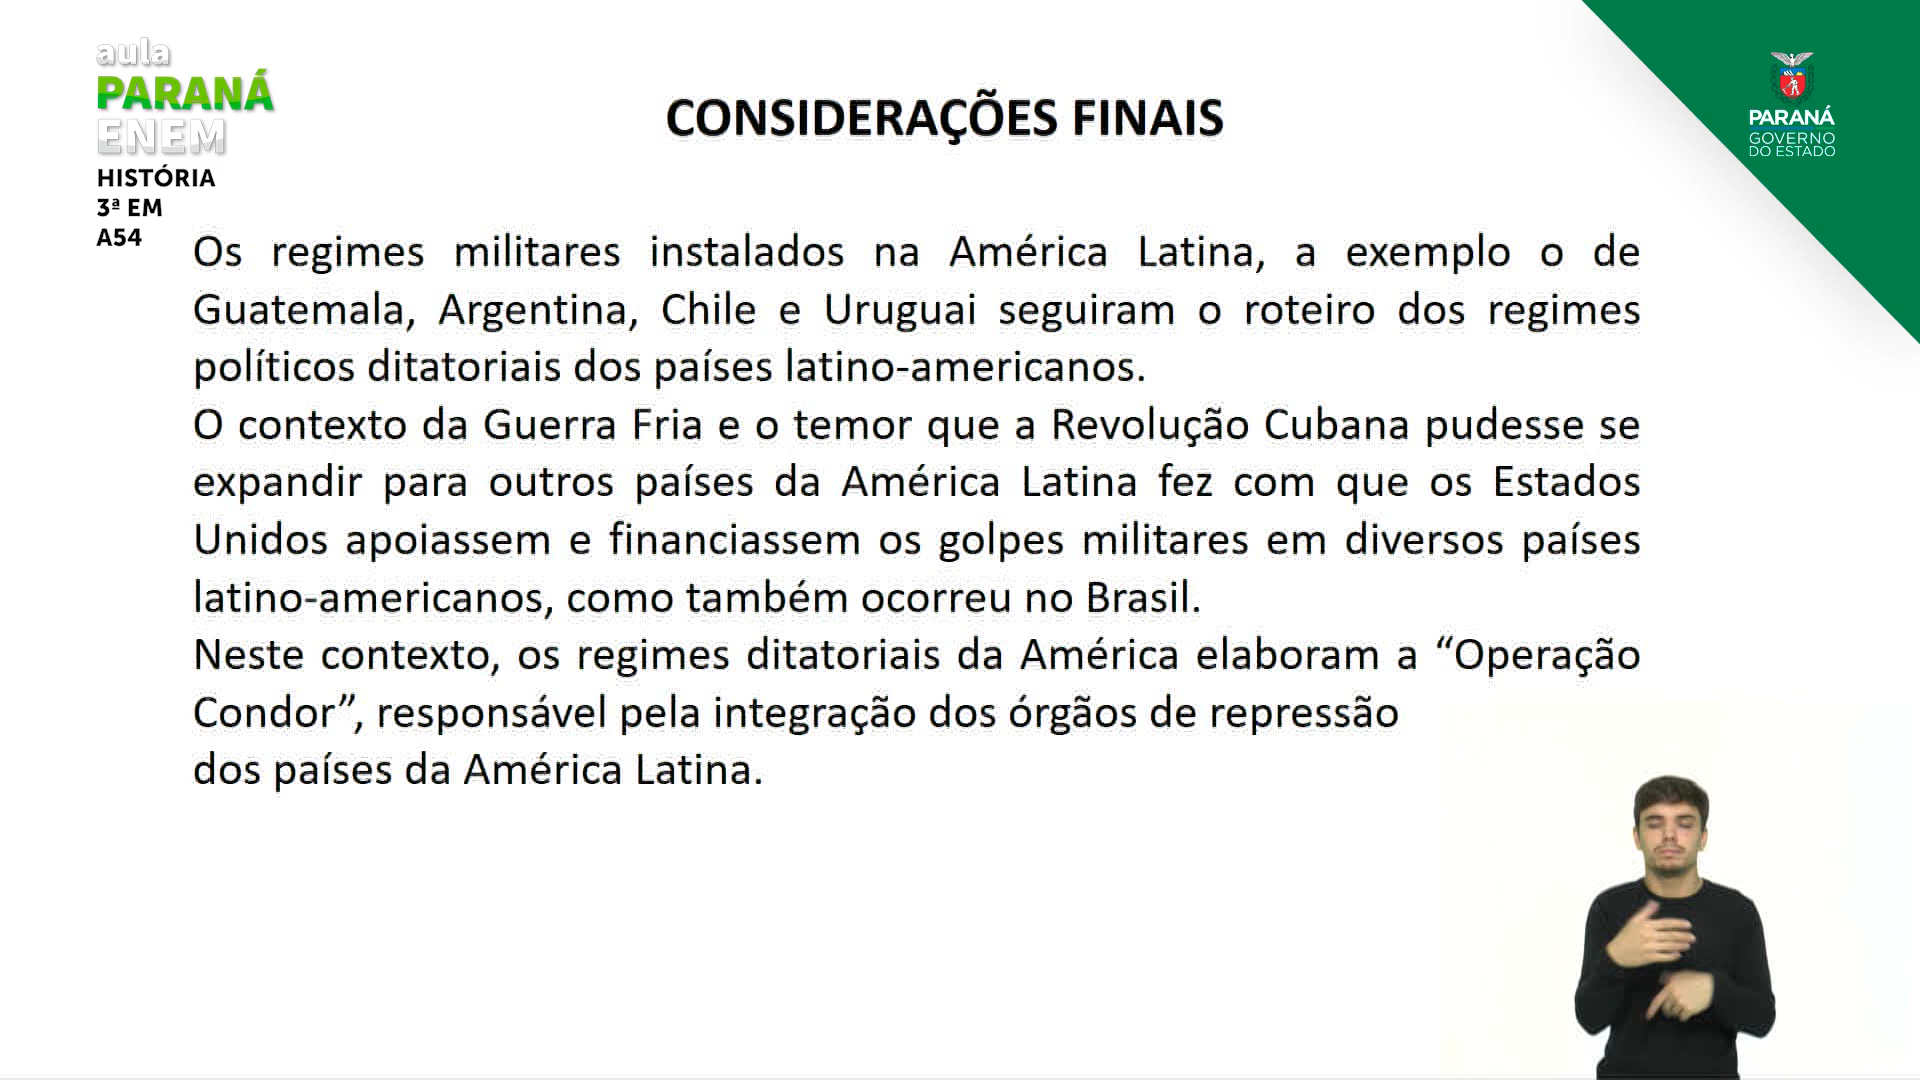 aula
PARANÁ
ENEM
HISTÓRIA
3ª EM
A54
CONSIDERAÇÕES FINAIS
PARANÁ
GOVERNO
DO ESTADO
Os regimes militares instalados na América Latina, a exemplo o de
Guatemala, Argentina, Chile e Uruguai seguiram o roteiro dos regimes
políticos ditatoriais dos países latino-americanos.
O contexto da Guerra Fria e o temor que a Revolução Cubana pudesse se
expandir para outros países da América Latina fez com que os Estados
Unidos apoiassem e financiassem os golpes militares em diversos países
latino-americanos, como também ocorreu no Brasil.
Neste contexto, os regimes ditatoriais da América elaboram a “Operação
Condor”, responsável pela integração dos órgãos de repressão
dos países da América Latina.